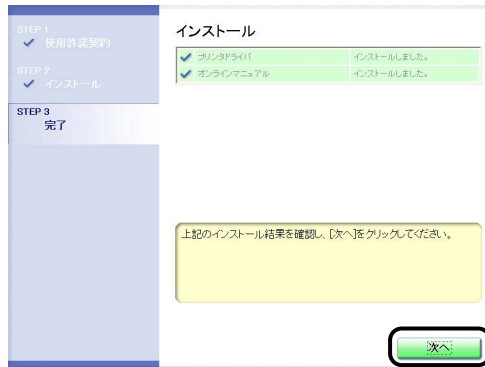 STEP 1
使用許諾契約
STEP 2
インストール
STEP 3
完了
インストール
プリンタドライバ インストールしました。
オンラインマニュアル インストールしました。
上記のインストール結果を確認し、[次へ]をクリックしてください。
次へ